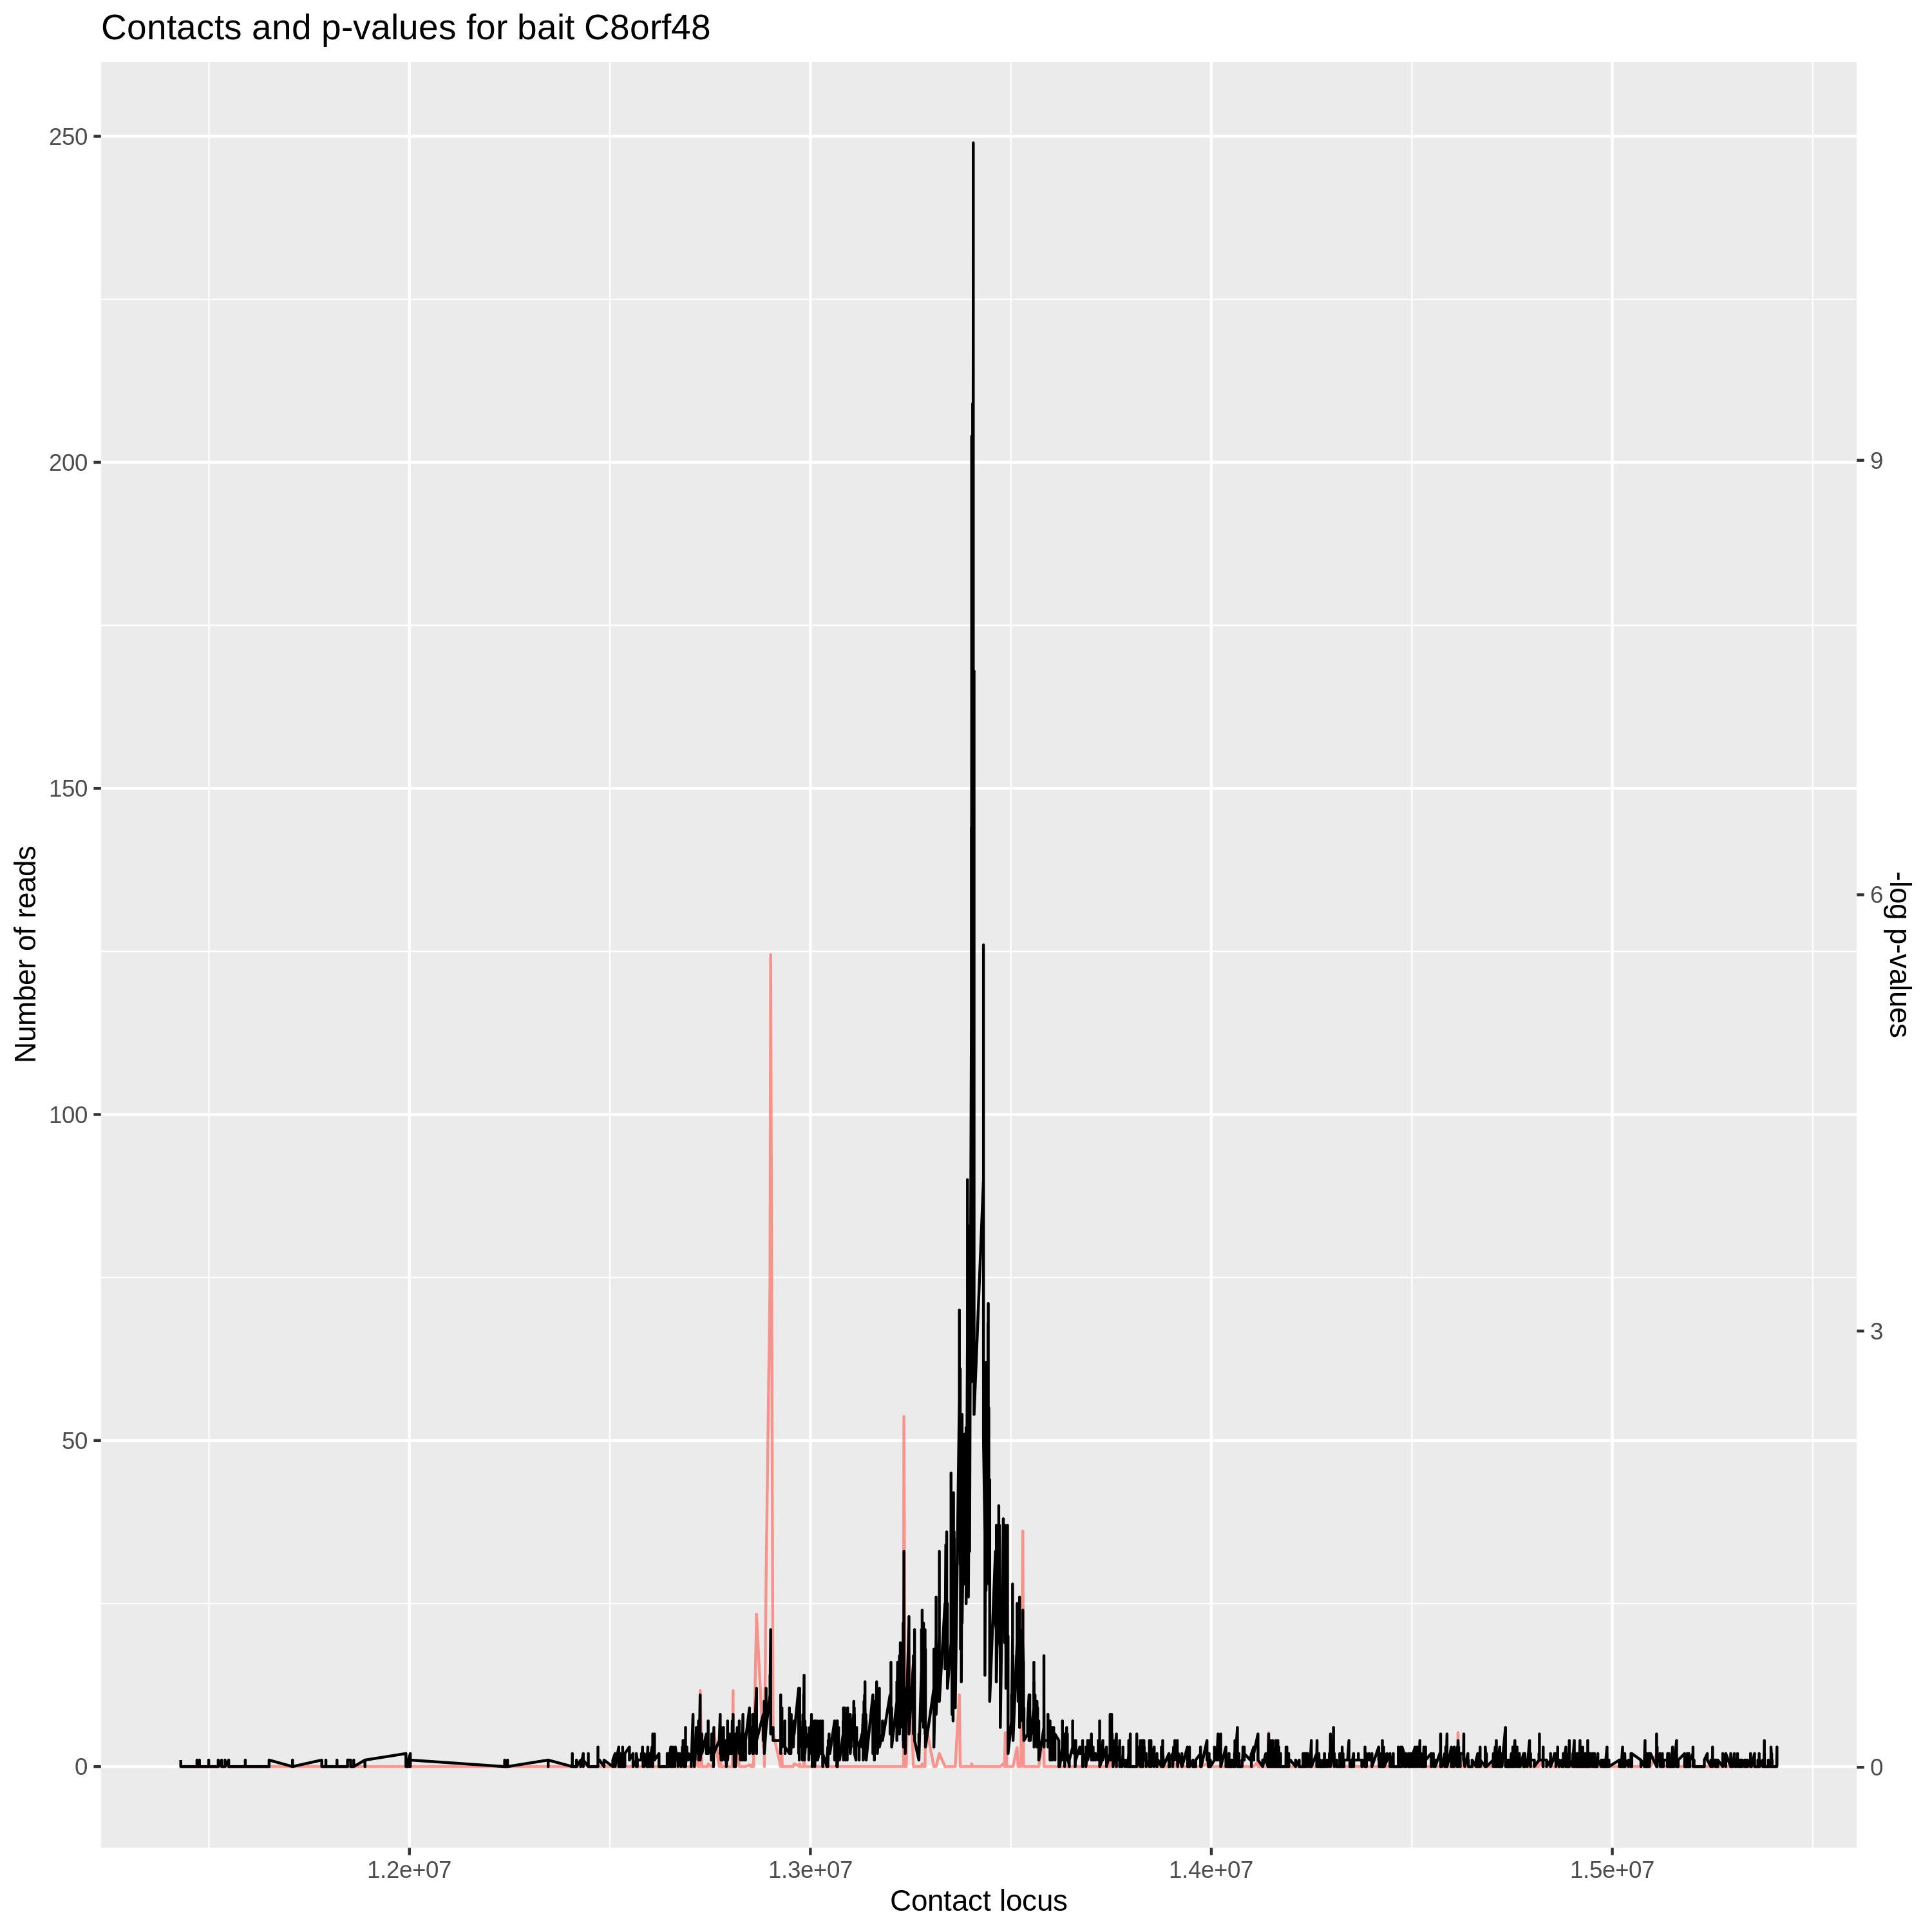 Contacts and p-values for bait C8orf48
250
200
150
100
50
0
Number of reads
9
6
3
0
-log p-values
1.2e+07 1.3e+07 1.4e+07 1.5e+07
Contact locus